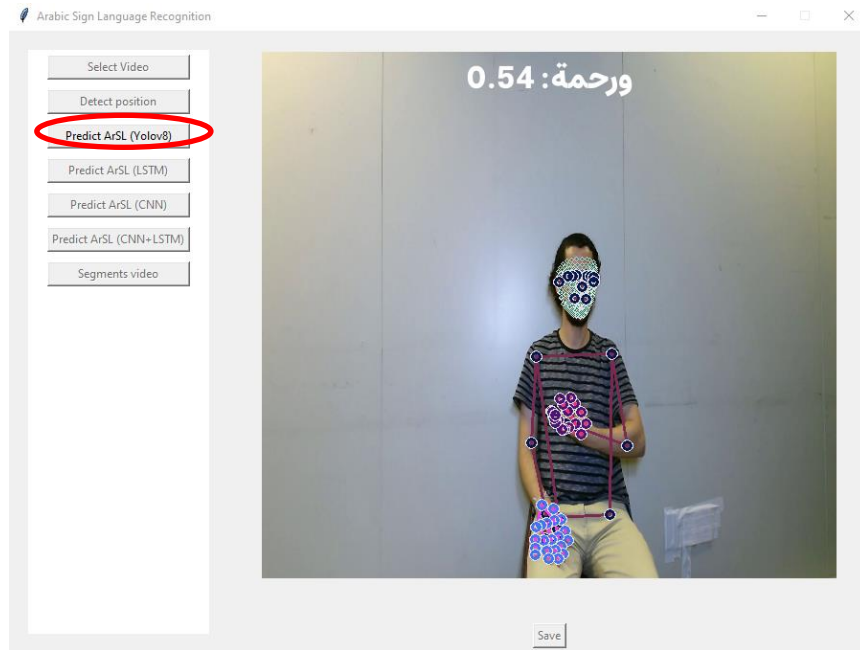 Arabic Sign Language Recognition
Select Video
Detect position
Predict ArSL (Yolov8)
Predict ArSL (LSTM)
Predict ArSL (CNN)
Predict ArSL (CNN+LSTM)
Segments video
ورحمة: 0.54
Save